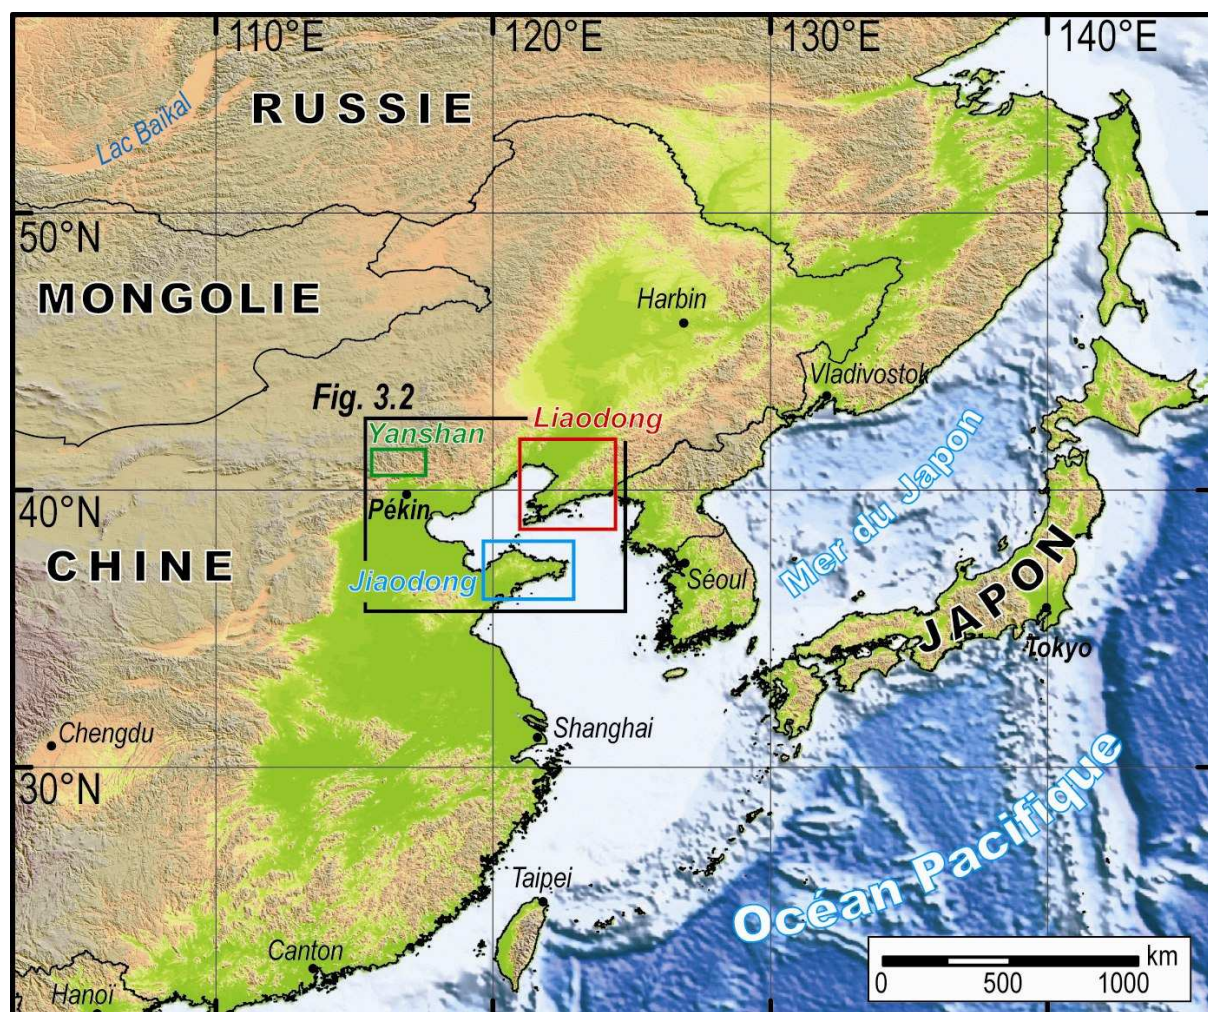 110°E
120°E
130°E
140°E
RUSSIE
Lac Baïkal
50°N
MONGOLIE
Harbin
Vladivostok
Fig. 3.2
Liaodong
Yanshan
40°N
Pékin
Mer du Japon
CHINE
Jiaodong
Séoul
JAPON
Tokyo
Chengdu
Shanghai
30°N
Océan Pacifique
Taipei
Canton
Hanoï
km
0
500
1000